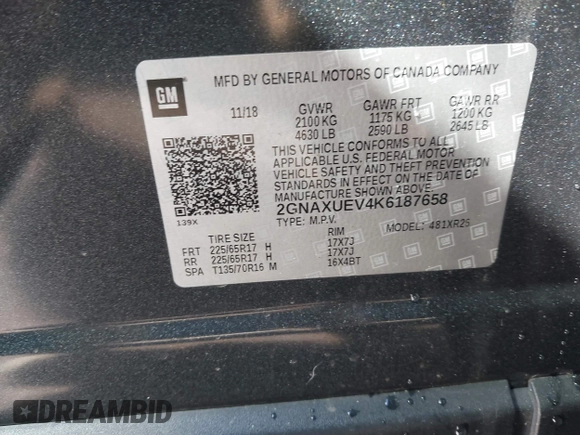 GM
MFD BY GENERAL MOTORS OF CANADA COMPANY
11/18 GVWR GAWR FRT GAWR RR
2100 KG 1175 KG 1200 KG
4630 LB 2590 LB 2645 LB
THIS VEHICLE CONFORMS TO ALL
APPLICABLE U.S. FEDERAL MOTOR
VEHICLE SAFETY AND THEFT PREVENTION
STANDARDS IN EFFECT ON THE DATE OF
MANUFACTURE SHOWN ABOVE.
2GNAXUEV4K6187658
139X
TYPE: M.P.V. MODEL: 481XR26
TIRE SIZE RIM
FRT 225/65R17 H 17X7J
RR 225/65R17 H 17X7J
SPA T135/70R16 M 16X4BT
DREAMBID